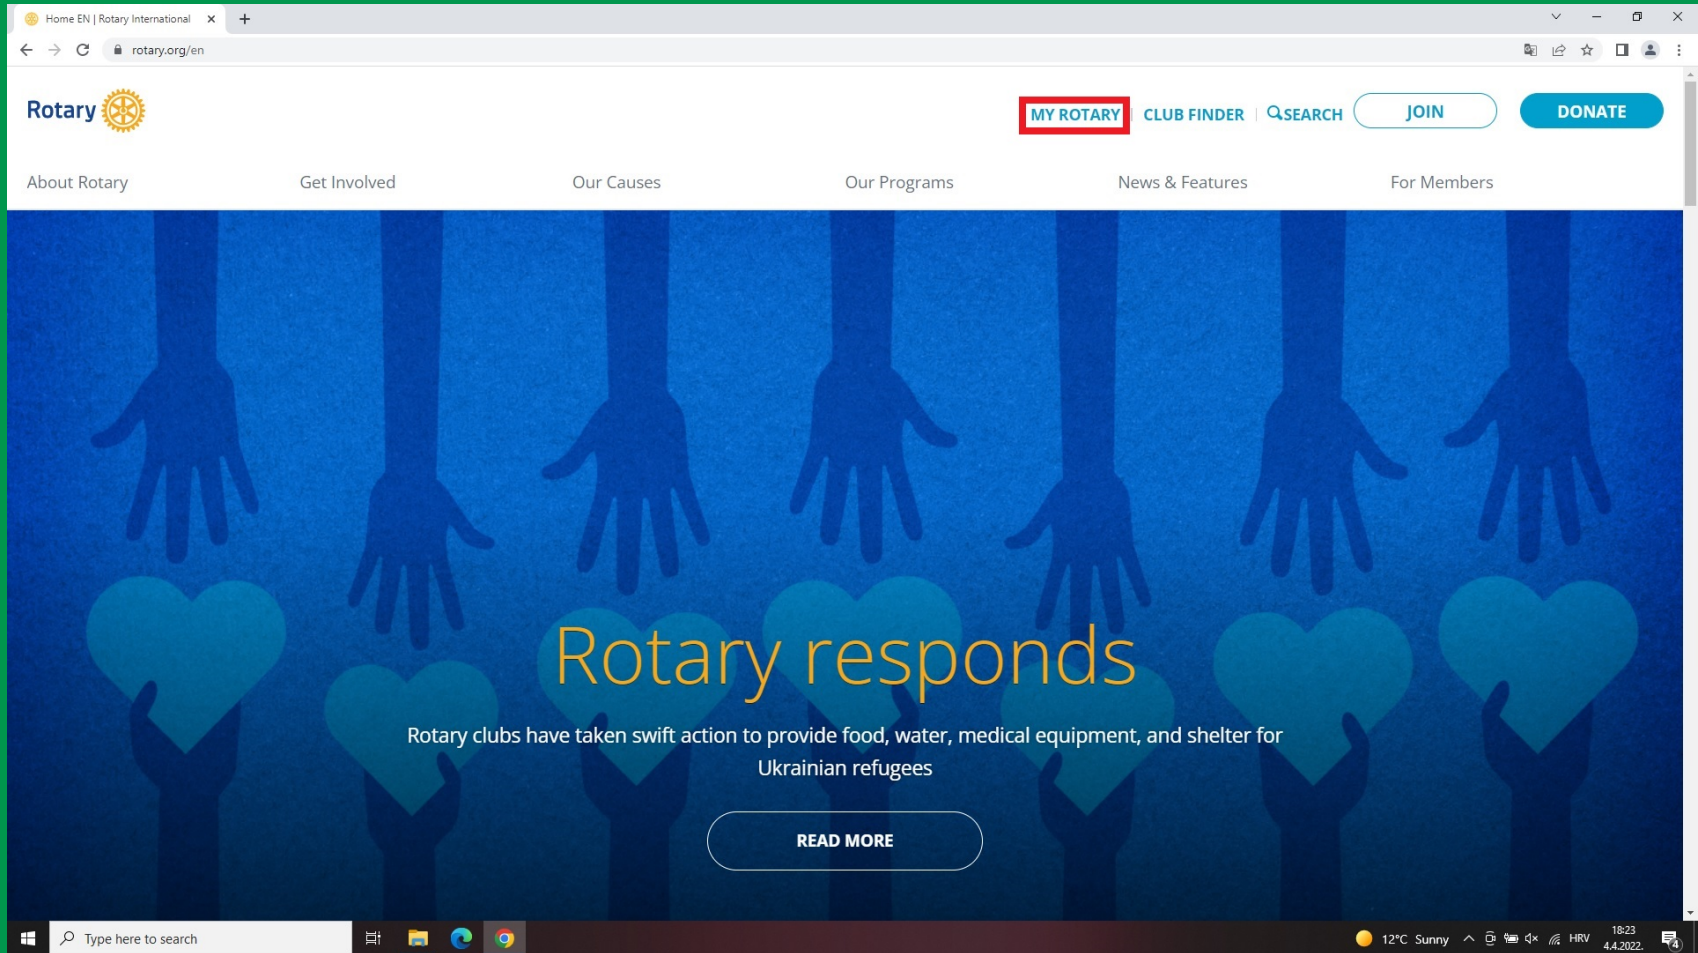 Home EN | Rotary International
rotary.org/en
Rotary
MY ROTARY
CLUB FINDER
SEARCH
JOIN
DONATE
About Rotary
Get Involved
Our Causes
Our Programs
News & Features
For Members
Rotary responds
Rotary clubs have taken swift action to provide food, water, medical equipment, and shelter for
Ukrainian refugees
READ MORE
Type here to search
12°C Sunny
HRV
18:23
4.4.2022.
4